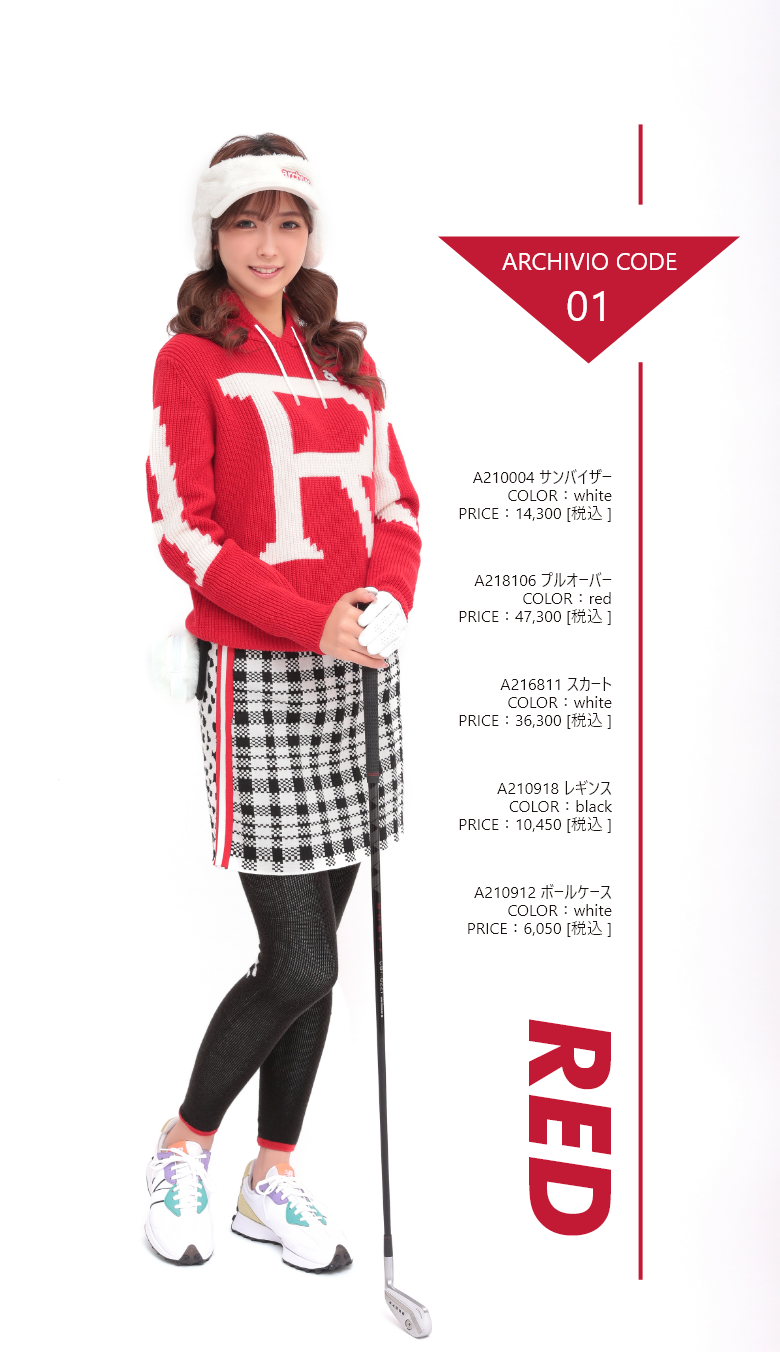 ARCHIVIO CODE
01
A210004 サンバイザー
COLOR：white
PRICE：14,300 [税込 ]
A218106 プルオーバー
COLOR：red
PRICE：47,300 [税込 ]
A216811 スカート
COLOR：white
PRICE：36,300 [税込 ]
A210918 レギンス
COLOR：black
PRICE：10,450 [税込 ]
A210912 ボールケース
COLOR：white
PRICE：6,050 [税込 ]
RED
R